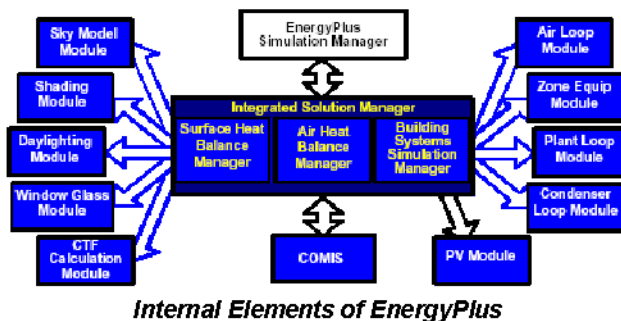 Sky Model
Module
EnergyPlus
Simulation Manager
Air Loop
Module
Shading
Module
Zone Equip
Module
Integrated Solution Manager
Daylighting
Module
Surface Heat
Balance
Manager
Air Heat
Balance
Manager
Building
Systems
Simulation
Manager
Plant Loop
Module
Window Glass
Module
Condenser
Loop Module
CTF
Calculation
Module
COMIS
PV Module
Internal Elements of EnergyPlus